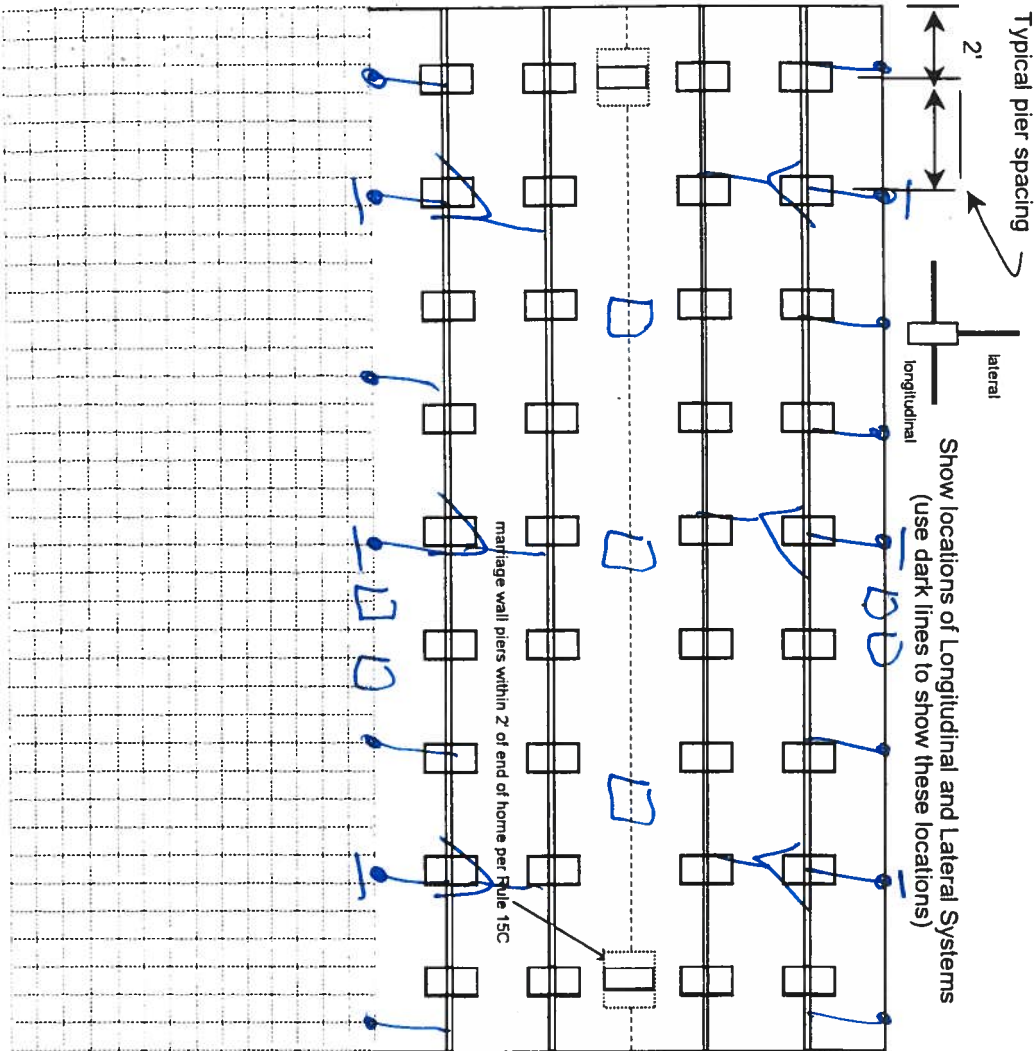 Typical pier spacing
2'
lateral
longitudinal
Show locations of Longitudinal and Lateral Systems
(use dark lines to show these locations)
marriage wall piers within 2' of end of home per Rule 15C